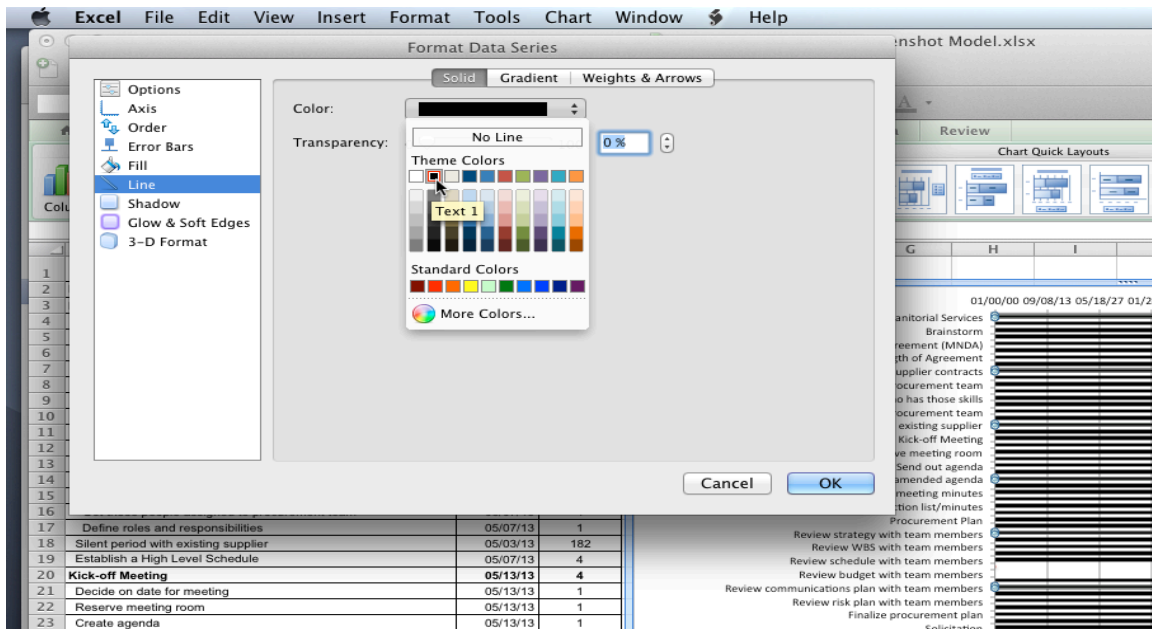 Excel File Edit View Insert Format Tools Chart Window Help
enshot Model.xlsx
Format Data Series
Solid Gradient Weights & Arrows
Options
Axis
Order
Error Bars
Fill
Line
Shadow
Glow & Soft Edges
3-D Format
Color:
Transparency:
0 %
No Line
Theme Colors
Text 1
Standard Colors
More Colors...
Cancel OK
Review
Chart Quick Layouts
Colu
G H I
01/00/00 09/08/13 05/18/27 01/2
anitorial Services
Brainstorm
reement (MNDA)
gth of Agreement
upplier contracts
ocurement team
o has those skills
ocurement team
existing supplier
Kick-off Meeting
ve meeting room
Send out agenda
amended agenda
meeting minutes
tion list/minutes
Procurement Plan
Review strategy with team members
Review WBS with team members
Review schedule with team members
Review budget with team members
Review communications plan with team members
Review risk plan with team members
Finalize procurement plan
Solicitation
1
2
3
4
5
6
7
8
9
10
11
12
13
14
15
16
17 Define roles and responsibilities 05/07/13 1
18 Silent period with existing supplier 05/03/13 182
19 Establish a High Level Schedule 05/07/13 4
20 Kick-off Meeting 05/13/13 4
21 Decide on date for meeting 05/13/13 1
22 Reserve meeting room 05/13/13 1
23 Create agenda 05/13/13 1